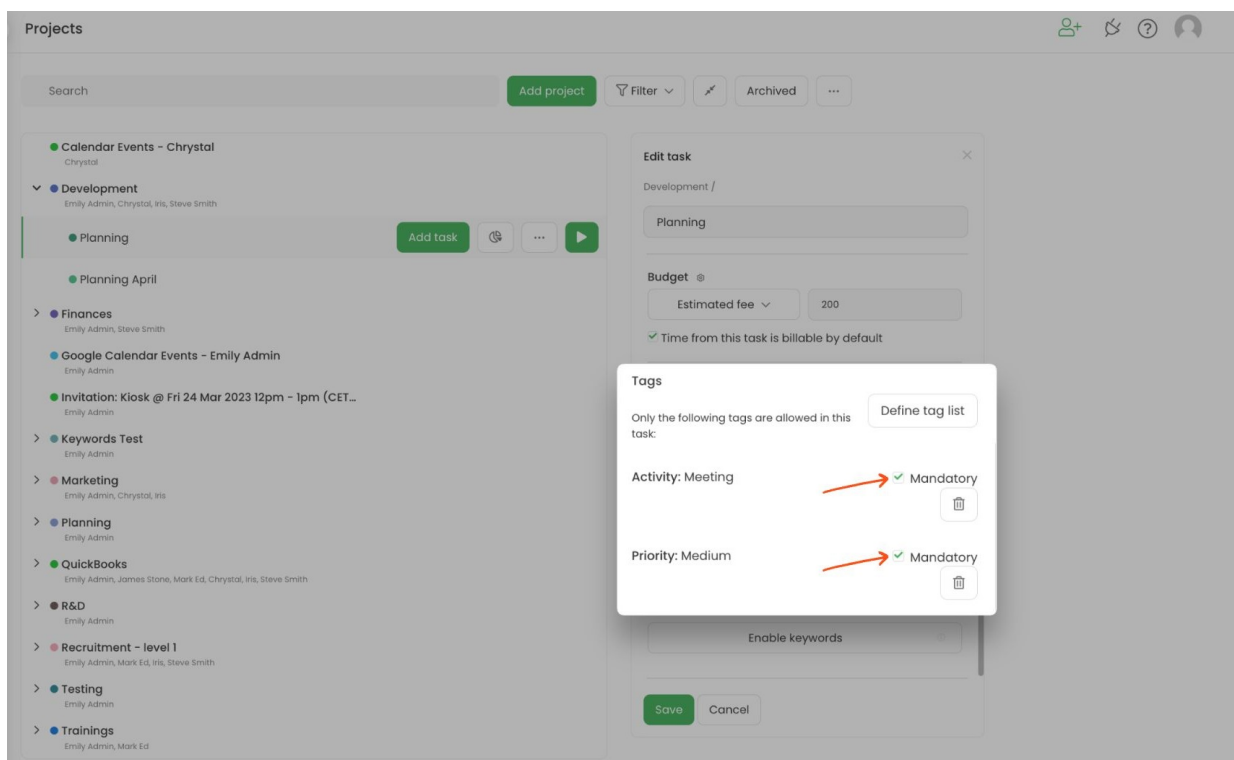 Projects
Search
Add project
Filter
Archived
...
Calendar Events - Chrystal
Chrystal
Development
Emily Admin, Chrystal, Iris, Steve Smith
Planning
Add task
...
Planning April
Finances
Emily Admin, Steve Smith
Google Calendar Events - Emily Admin
Emily Admin
Invitation: Kiosk @ Fri 24 Mar 2023 12pm - 1pm (CET...
Emily Admin
Keywords Test
Emily Admin
Marketing
Emily Admin, Chrystal, Iris
Planning
Emily Admin
QuickBooks
Emily Admin, James Stone, Mark Ed, Chrystal, Iris, Steve Smith
R&D
Emily Admin
Recruitment - level 1
Emily Admin, Mark Ed, Iris, Steve Smith
Testing
Emily Admin
Trainings
Emily Admin, Mark Ed
Edit task
Development /
Planning
Budget
Estimated fee
200
Time from this task is billable by default
Tags
Only the following tags are allowed in this
task:
Define tag list
Activity: Meeting
Mandatory
Priority: Medium
Mandatory
Enable keywords
Save
Cancel